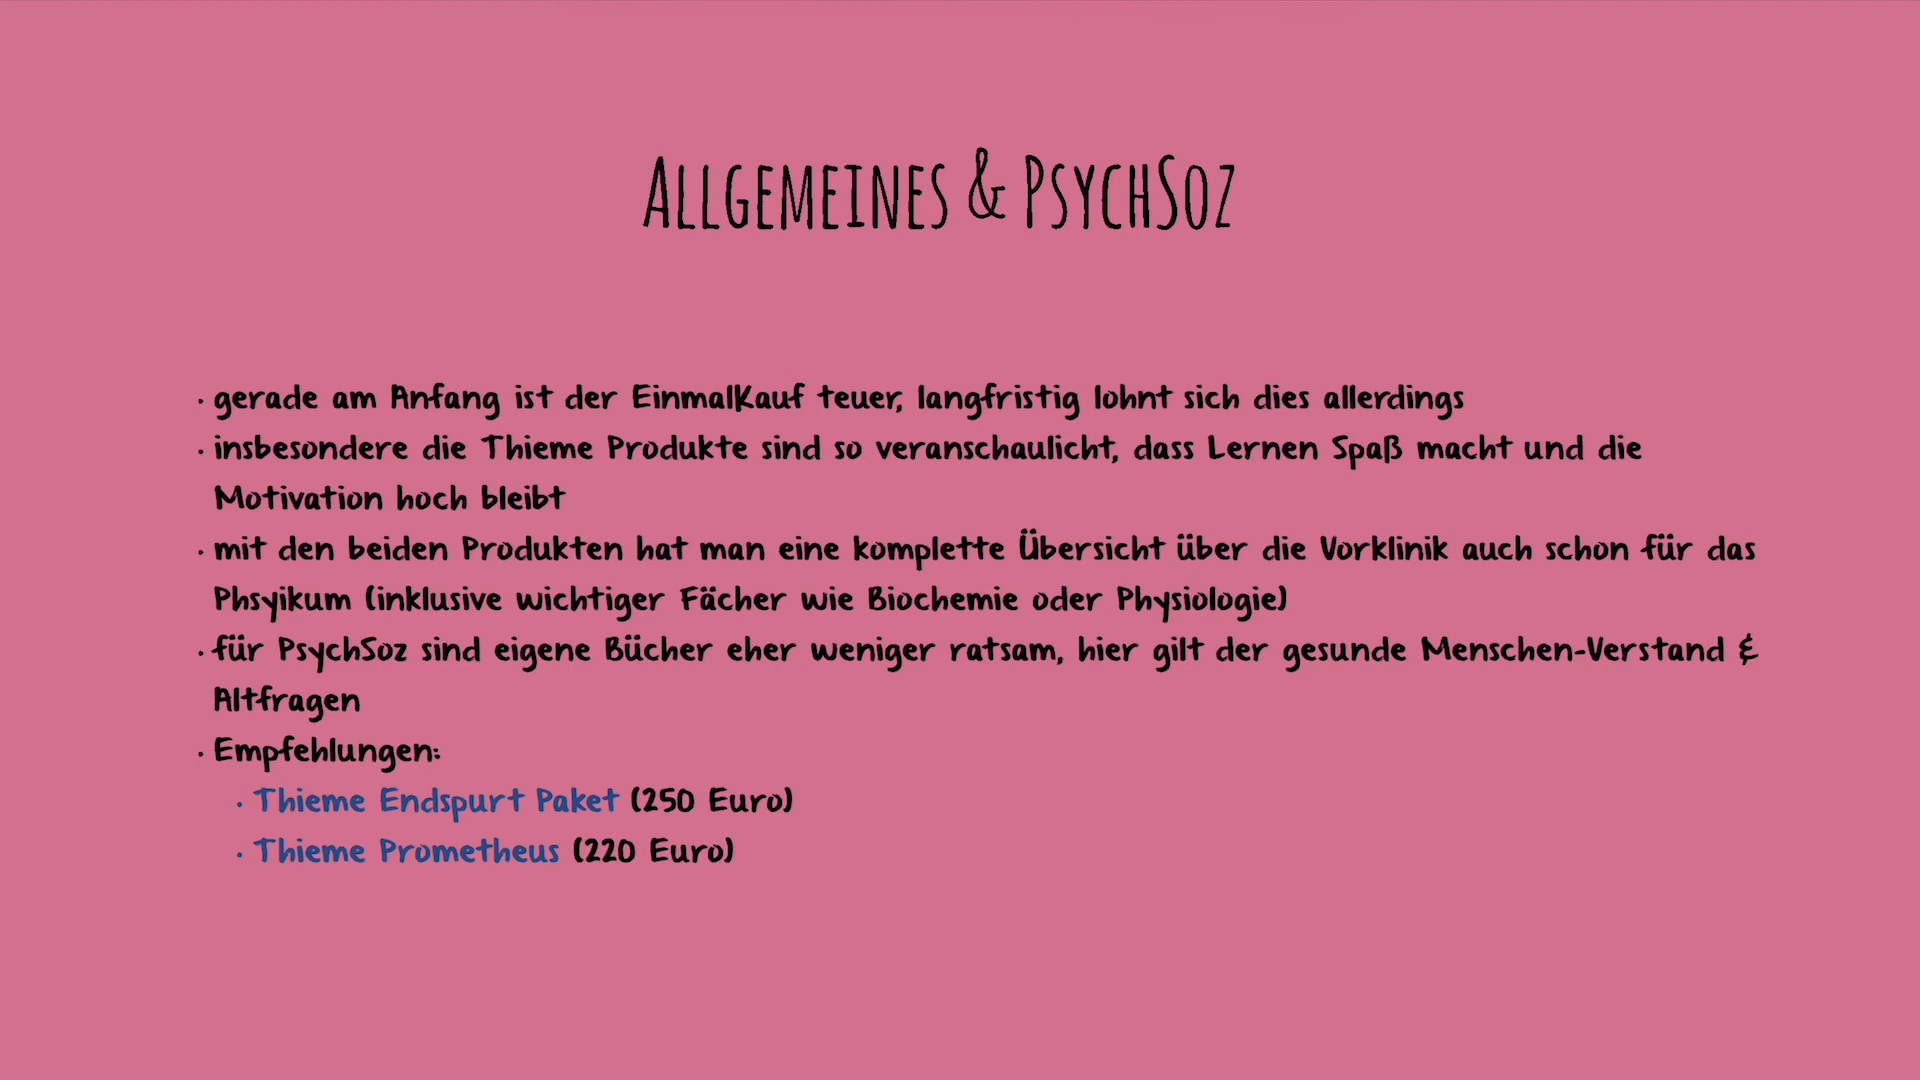 Allgemeines & PsychSoz
· gerade am Anfang ist der EinmalKauf teuer, langfristig lohnt sich dies allerdings
· insbesondere die Thieme Produkte sind so veranschaulicht, dass Lernen Spaß macht und die
Motivation hoch bleibt
· mit den beiden Produkten hat man eine komplette Übersicht über die Vorklinik auch schon für das
Phsyikum (inklusive wichtiger Fächer wie Biochemie oder Physiologie)
· für PsychSoz sind eigene Bücher eher weniger ratsam, hier gilt der gesunde Menschen-Verstand &
Altfragen
· Empfehlungen:
· Thieme Endspurt Paket (250 Euro)
· Thieme Prometheus (220 Euro)